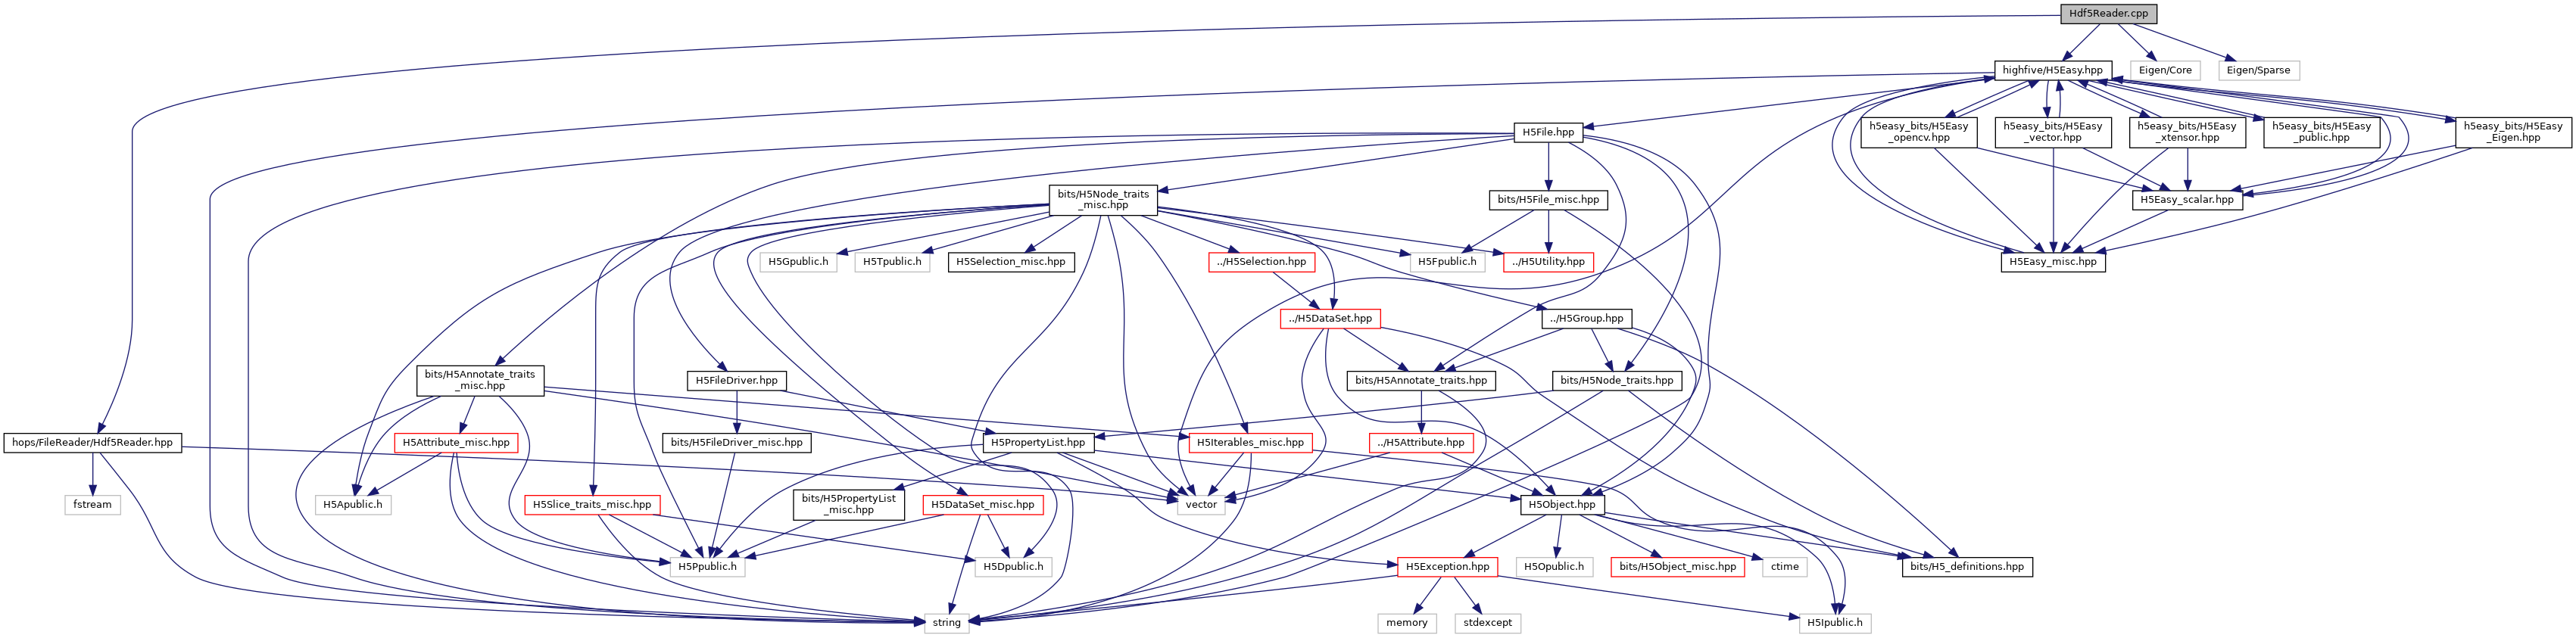 Hdf5Reader.cpp
highfive/H5Easy.hpp
Eigen/Core
Eigen/Sparse
H5File.hpp
h5easy_bits/H5Easy
_opencv.hpp
h5easy_bits/H5Easy
_vector.hpp
h5easy_bits/H5Easy
_xtensor.hpp
h5easy_bits/H5Easy
_public.hpp
h5easy_bits/H5Easy
_Eigen.hpp
bits/H5Node_traits
_misc.hpp
bits/H5File_misc.hpp
H5Easy_scalar.hpp
H5Gpublic.h
H5Tpublic.h
H5Selection_misc.hpp
../H5Selection.hpp
H5Fpublic.h
../H5Utility.hpp
H5Easy_misc.hpp
../H5DataSet.hpp
../H5Group.hpp
bits/H5Annotate_traits
_misc.hpp
H5FileDriver.hpp
bits/H5Annotate_traits.hpp
bits/H5Node_traits.hpp
hops/FileReader/Hdf5Reader.hpp
H5Attribute_misc.hpp
bits/H5FileDriver_misc.hpp
H5PropertyList.hpp
H5Iterables_misc.hpp
../H5Attribute.hpp
fstream
H5Apublic.h
H5Slice_traits_misc.hpp
bits/H5PropertyList
_misc.hpp
H5DataSet_misc.hpp
vector
H5Object.hpp
H5Ppublic.h
H5Dpublic.h
H5Exception.hpp
H5Opublic.h
bits/H5Object_misc.hpp
ctime
bits/H5_definitions.hpp
string
memory
stdexcept
H5Ipublic.h